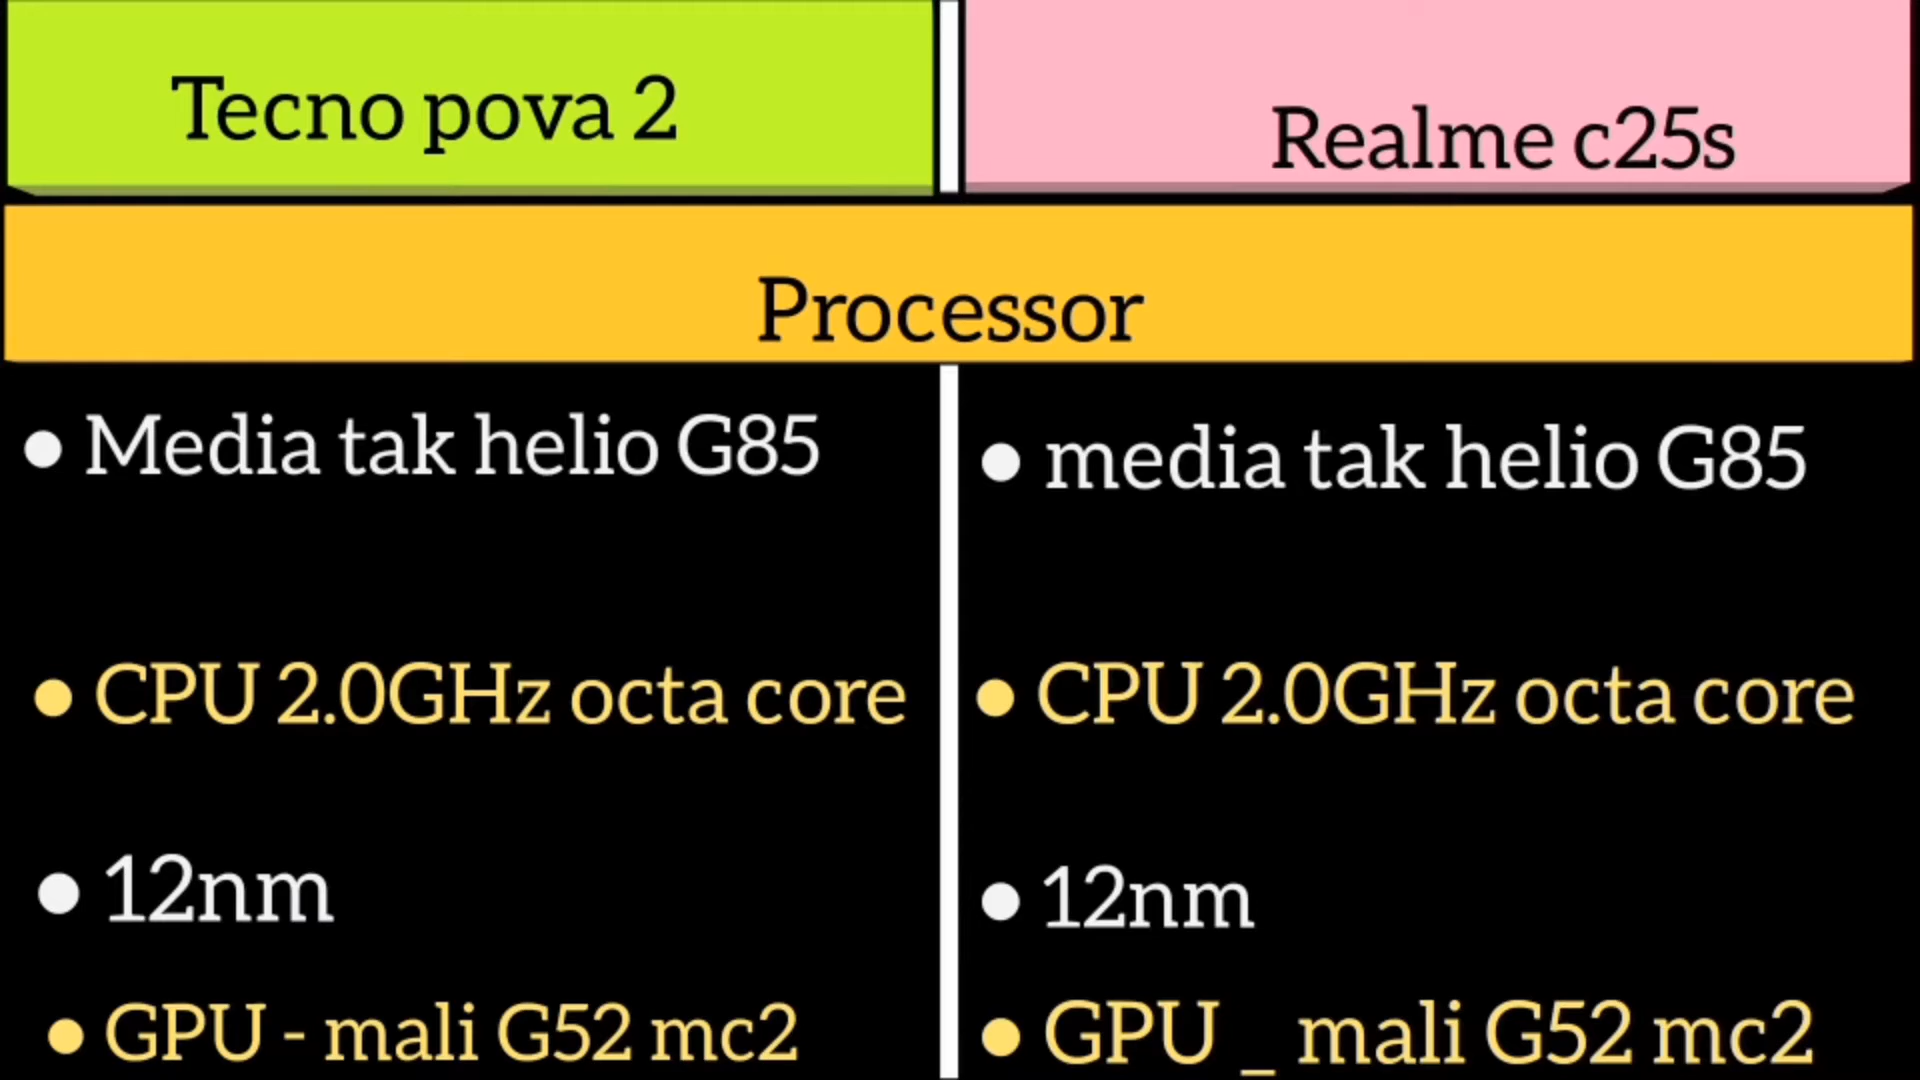 Tecno pova 2
Realme c25s
Processor
• Media tak helio G85
• media tak helio G85
• CPU 2.0GHz octa core
• CPU 2.0GHz octa core
• 12nm
• 12nm
• GPU - mali G52 mc2
• GPU _ mali G52 mc2